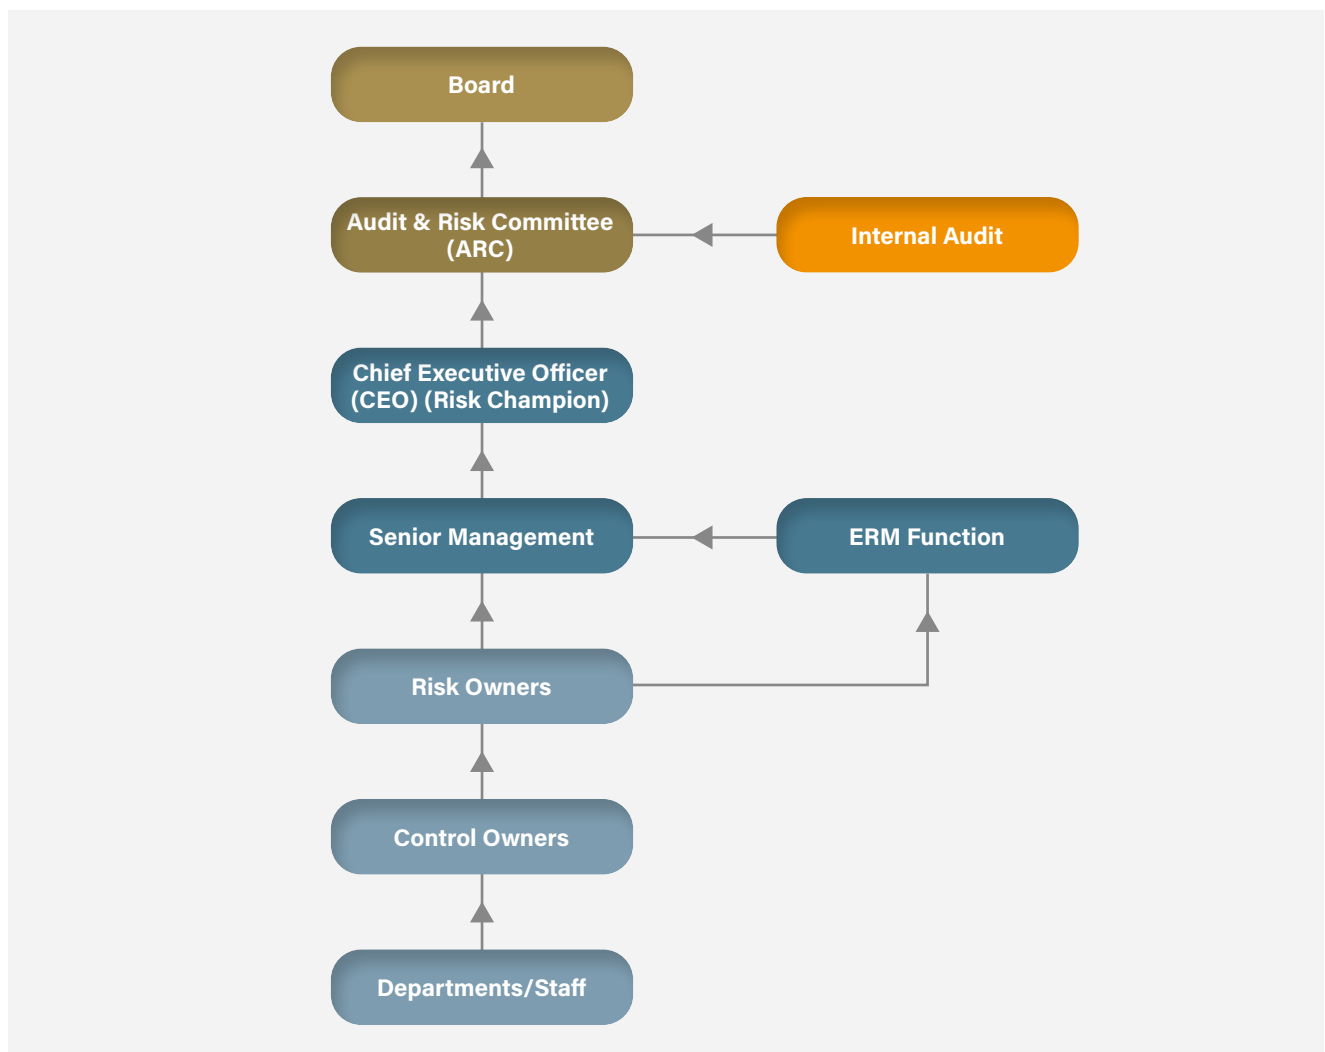 Board
Audit & Risk Committee
(ARC)
Internal Audit
Chief Executive Officer
(CEO) (Risk Champion)
Senior Management
ERM Function
Risk Owners
Control Owners
Departments/Staff